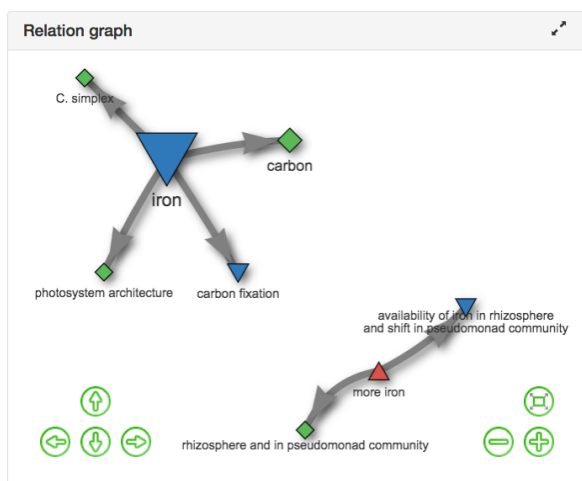 Relation graph
C. simplex
carbon
iron
photosystem architecture
carbon fixation
availability of iron in rhizosphere
and shift in pseudomonad community
more iron
rhizosphere and in pseudomonad community